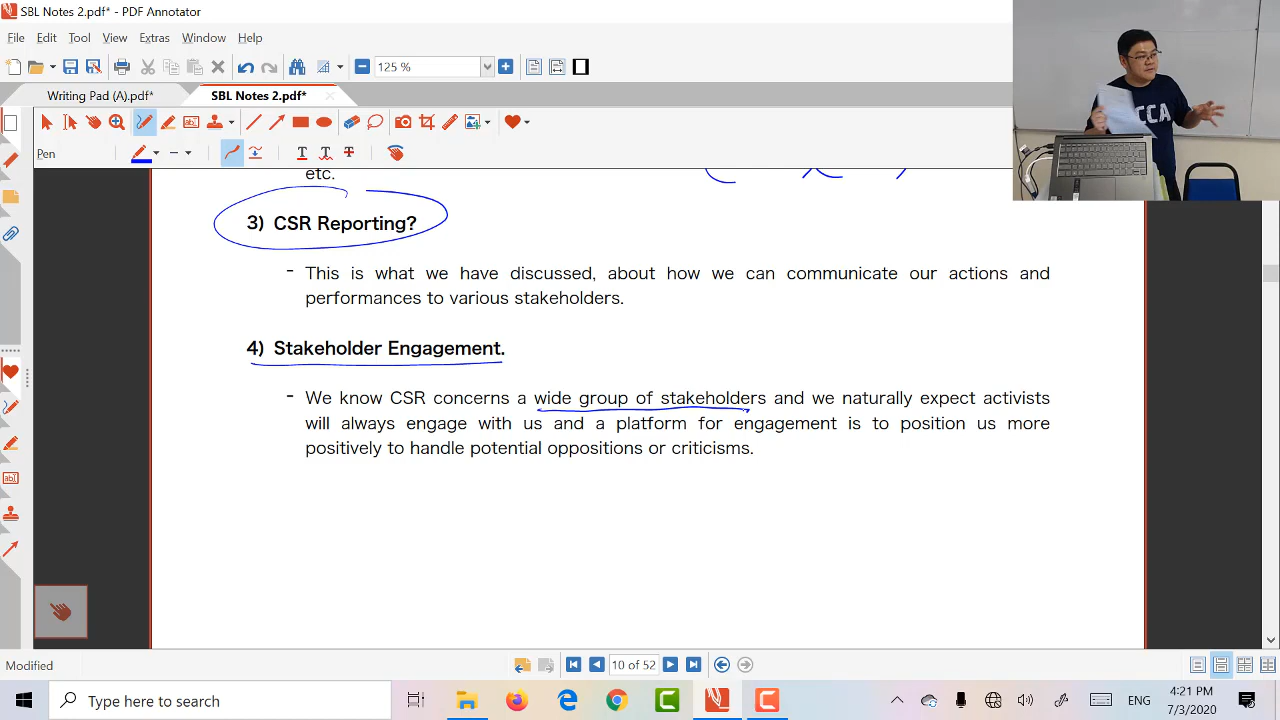 SBL Notes 2.pdf* - PDF Annotator
File Edit Tool View Extras Window Help
125 %
Writing Pad (A).pdf* SBL Notes 2.pdf*
Pen
etc.
3) CSR Reporting?
- This is what we have discussed, about how we can communicate our actions and
performances to various stakeholders.
4) Stakeholder Engagement.
- We know CSR concerns a wide group of stakeholders and we naturally expect activists
will always engage with us and a platform for engagement is to position us more
positively to handle potential oppositions or criticisms.
Modified
10 of 52
Type here to search
ENG
4:21 PM
7/3/2020